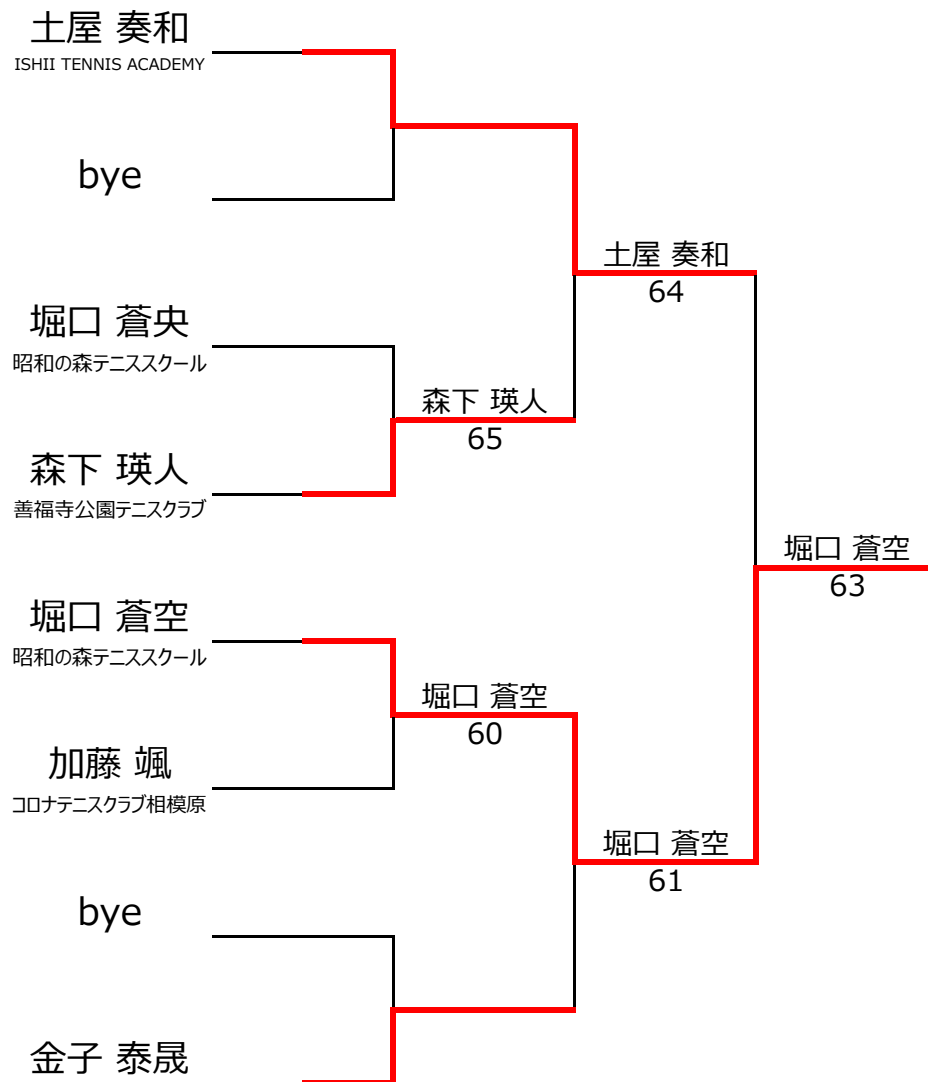 土屋 奏和
ISHII TENNIS ACADEMY
bye
土屋 奏和
64
堀口 蒼央
昭和の森テニススクール
森下 瑛人
65
森下 瑛人
善福寺公園テニスクラブ
堀口 蒼空
63
堀口 蒼空
昭和の森テニススクール
堀口 蒼空
60
加藤 颯
コロナテニスクラブ相模原
堀口 蒼空
61
bye
金子 泰晟